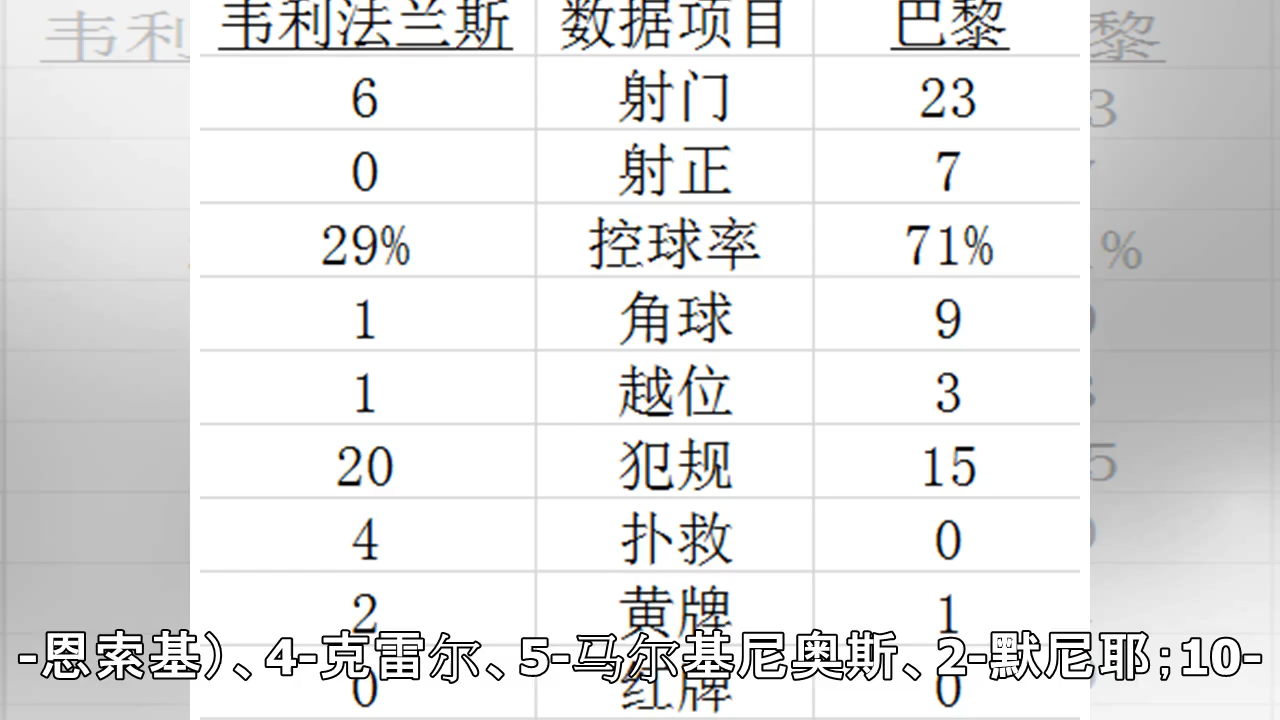 韦利法兰斯 数据项目 巴黎
6 射门 23
0 射正 7
29% 控球率 71%
1 角球 9
1 越位 3
20 犯规 15
4 扑救 0
2 黄牌 1
-恩索基)、4-克雷尔、5-马尔基尼奥斯、2-默尼耶;10-
0 红牌 0